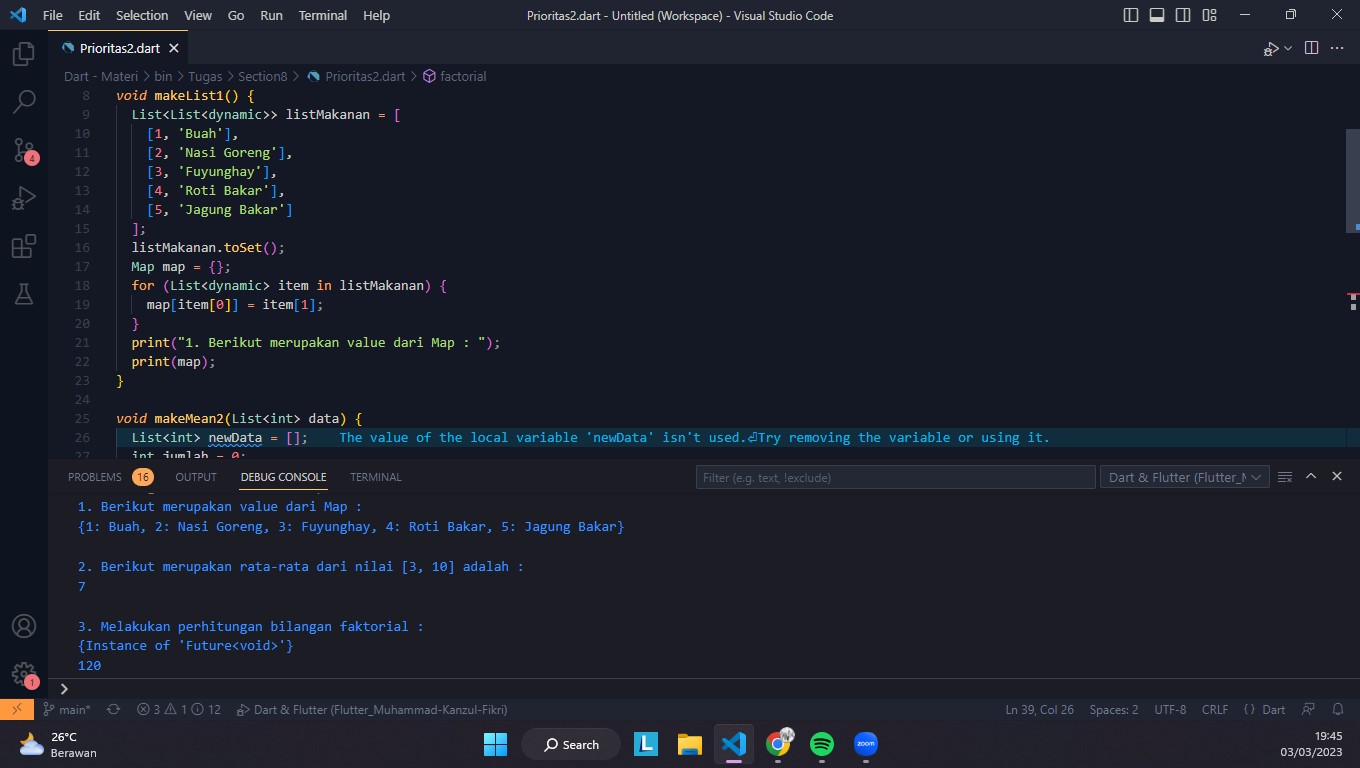 File Edit Selection View Go Run Terminal Help Prioritas2.dart - Untitled (Workspace) - Visual Studio Code
Prioritas2.dart
Dart - Materi > bin > Tugas > Section8 > Prioritas2.dart > factorial
8 void makeList1() {
9 List<List<dynamic>> listMakanan = [
10 [1, 'Buah'],
11 [2, 'Nasi Goreng'],
12 [3, 'Fuyunghay'],
13 [4, 'Roti Bakar'],
14 [5, 'Jagung Bakar']
15 ];
16 listMakanan.toSet();
17 Map map = {};
18 for (List<dynamic> item in listMakanan) {
19 map[item[0]] = item[1];
20 }
21 print("1. Berikut merupakan value dari Map : ");
22 print(map);
23 }
24
25 void makeMean2(List<int> data) {
26 List<int> newData = []; The value of the local variable 'newData' isn't used.⏎Try removing the variable or using it.
27 int jumlah = 0;
PROBLEMS 16 OUTPUT DEBUG CONSOLE TERMINAL Filter (e.g. text, !exclude) Dart & Flutter (Flutter_M
1. Berikut merupakan value dari Map :
{1: Buah, 2: Nasi Goreng, 3: Fuyunghay, 4: Roti Bakar, 5: Jagung Bakar}
2. Berikut merupakan rata-rata dari nilai [3, 10] adalah :
7
3. Melakukan perhitungan bilangan faktorial :
{Instance of 'Future<void>'}
120
>
main* 3 1 12 Dart & Flutter (Flutter_Muhammad-Kanzul-Fikri) Ln 39, Col 26 Spaces: 2 UTF-8 CRLF {} Dart
4
1
26°C
Berawan
Search
L
zoom
19:45
03/03/2023